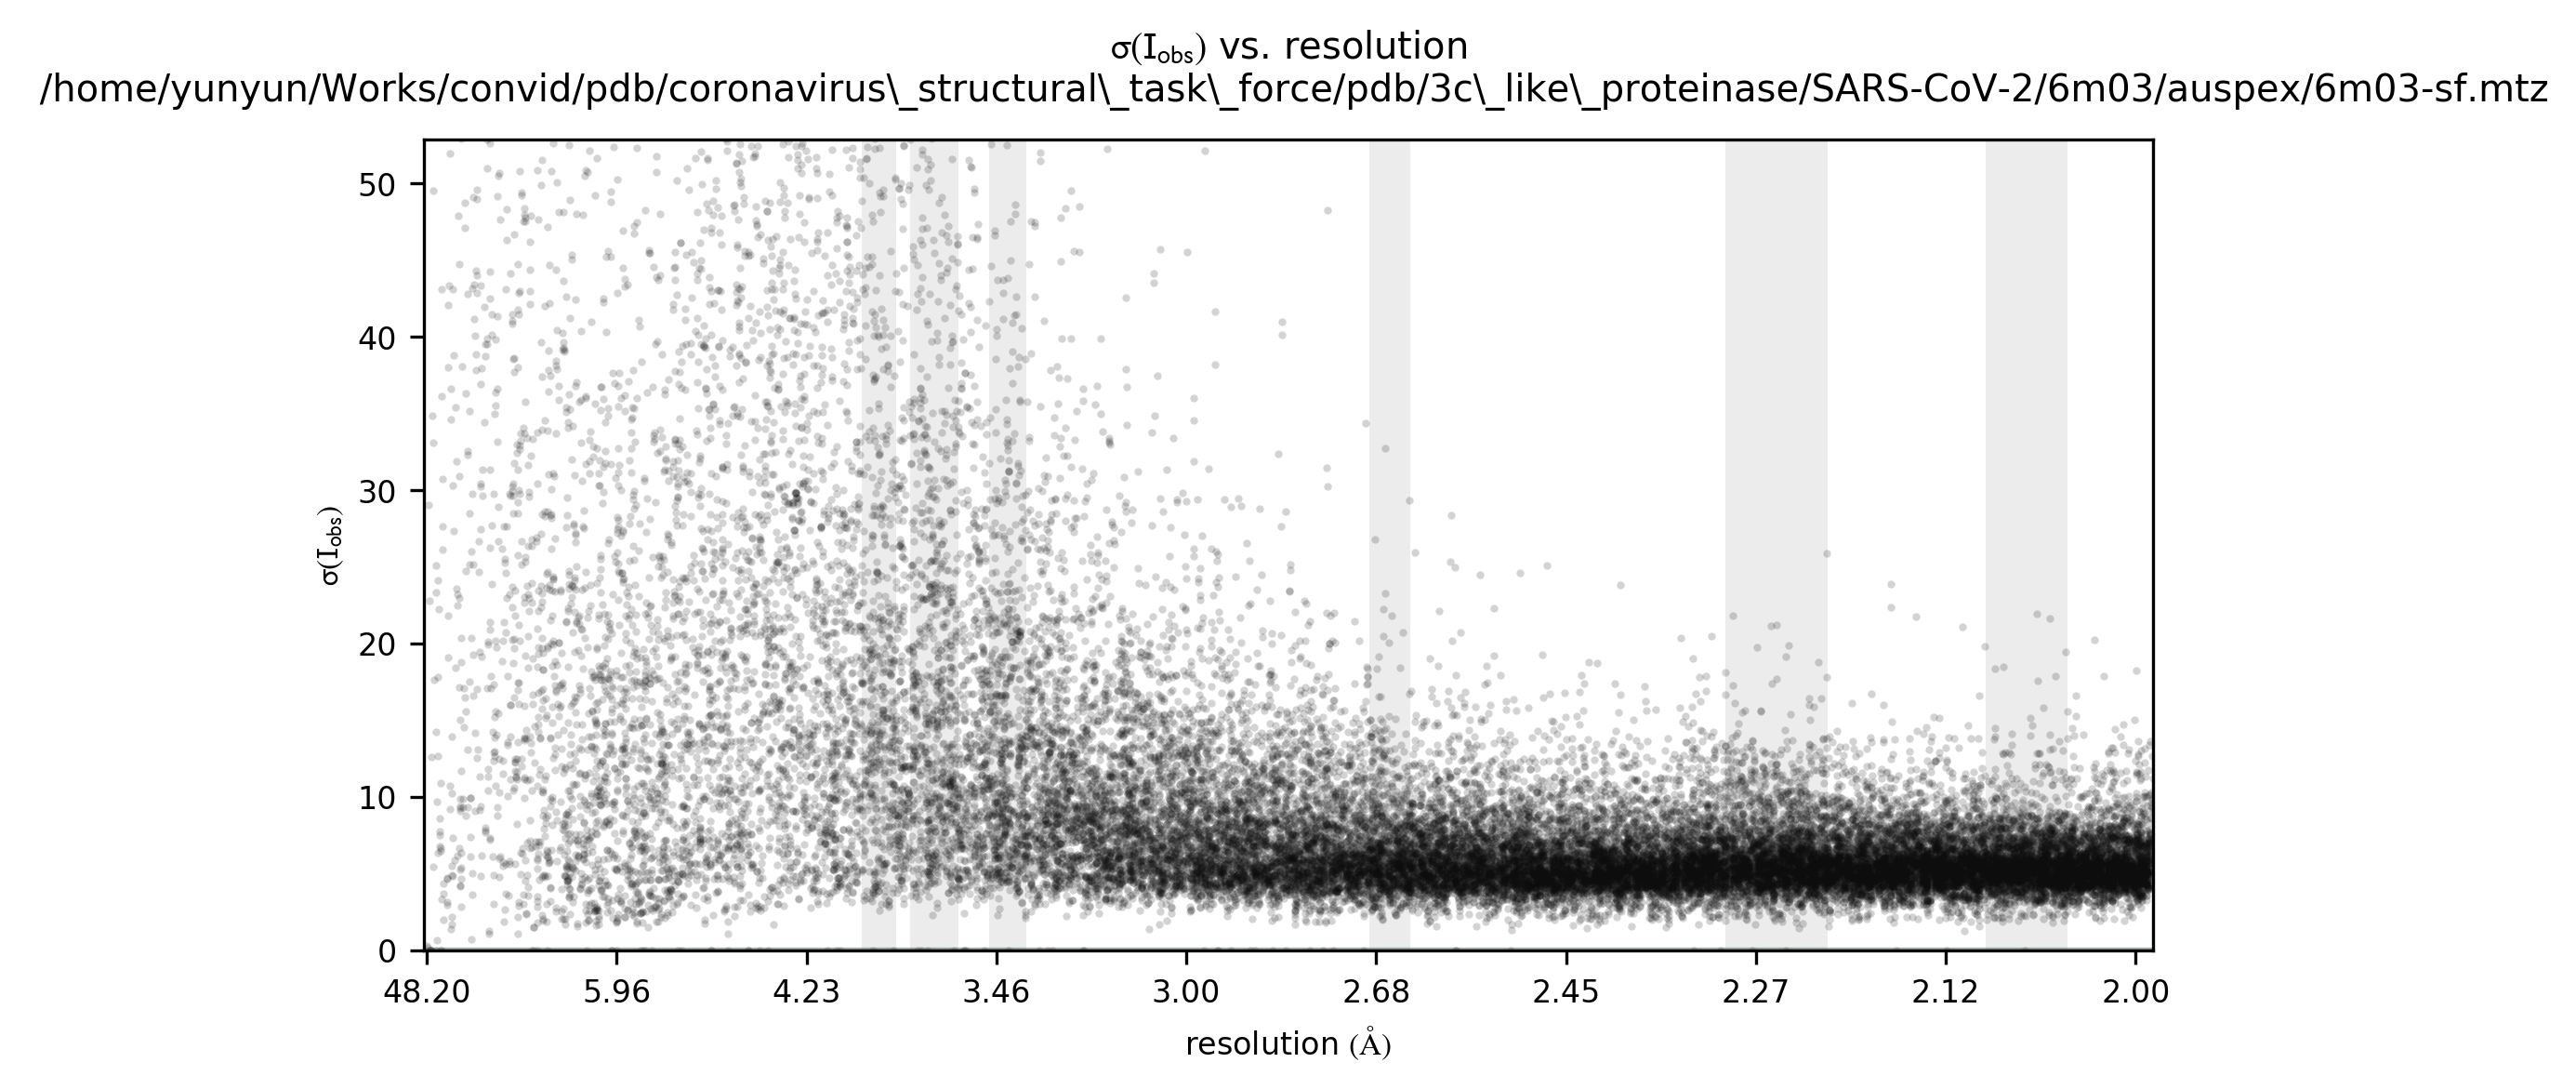 σ(I_obs) vs. resolution
/home/yunyun/Works/convid/pdb/coronavirus\_structural\_task\_force/pdb/3c\_like\_proteinase/SARS-CoV-2/6m03/auspex/6m03-sf.mtz
50
40
30
20
10
0
σ(I_obs)
48.20 5.96 4.23 3.46 3.00 2.68 2.45 2.27 2.12 2.00
resolution (Å)